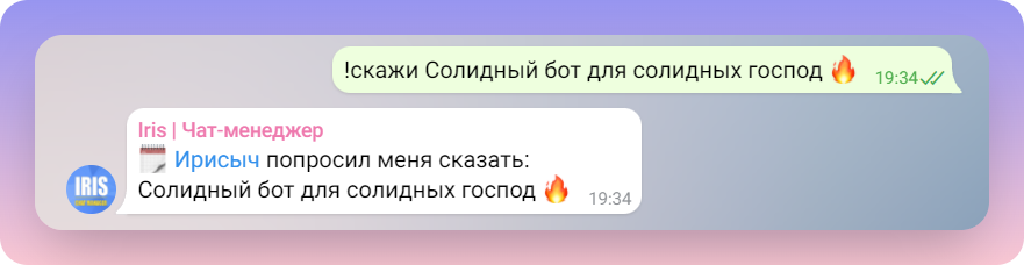 !скажи Солидный бот для солидных господ 🔥 19:34
Iris | Чат-менеджер
🗓 Ирисыч попросил меня сказать:
Солидный бот для солидных господ 🔥 19:34
IRIS